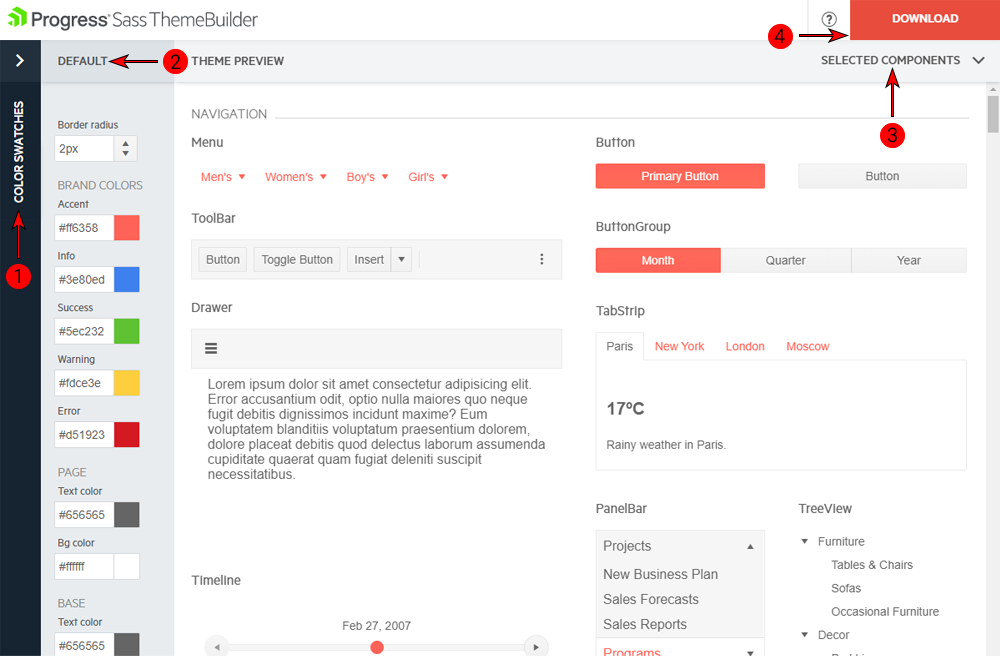 Progress® Sass ThemeBuilder
?
DOWNLOAD
4
DEFAULT
2
THEME PREVIEW
SELECTED COMPONENTS
3
COLOR SWATCHES
1
Border radius
2px
BRAND COLORS
Accent
#ff6358
Info
#3e80ed
Success
#5ec232
Warning
#fdce3e
Error
#d51923
PAGE
Text color
#656565
Bg color
#ffffff
BASE
Text color
#656565
NAVIGATION
Menu
Men's
Women's
Boy's
Girl's
ToolBar
Button
Toggle Button
Insert
Drawer
Lorem ipsum dolor sit amet consectetur adipisicing elit.
Error accusantium odit, optio nulla maiores quo neque
fugit debitis dignissimos incidunt maxime? Eum
voluptatem blanditiis voluptatum praesentium dolorem,
dolore placeat debitis quod delectus laborum assumenda
cupiditate quaerat quam fugiat deleniti suscipit
necessitatibus.
Timeline
Feb 27, 2007
Button
Primary Button
Button
ButtonGroup
Month
Quarter
Year
TabStrip
Paris
New York
London
Moscow
17ºC
Rainy weather in Paris.
PanelBar
Projects
New Business Plan
Sales Forecasts
Sales Reports
Programs
TreeView
Furniture
Tables & Chairs
Sofas
Occasional Furniture
Decor